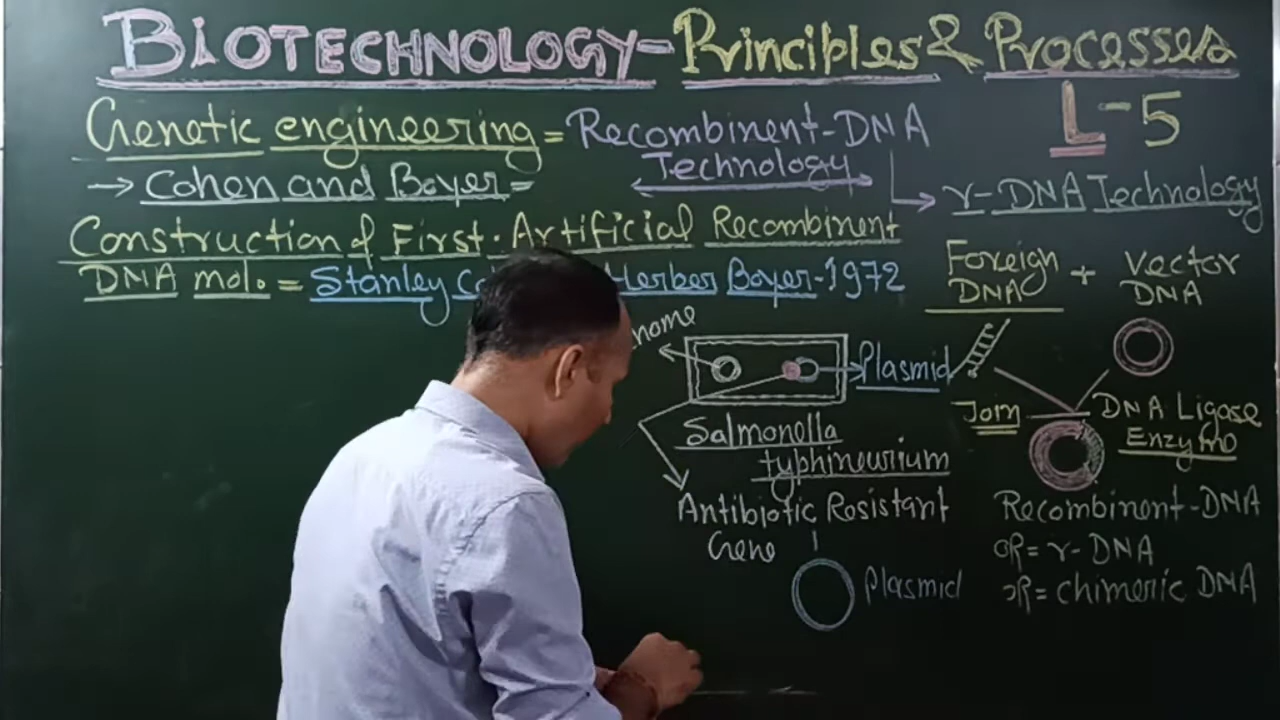 BIOTECHNOLOGY-Principles & Processes
L-5
Genetic engineering = Recombinent-DNA
Technology
→ Cohen and Boyer=
r-DNA Technology
Construction of First. Artificial Recombinent
DNA mol. = Stanley Herber Boyer-1972
Foreign DNA + Vector DNA
Plasmid
Join DNA Ligase
Enzyme
Salmonella
typhineurium
Antibiotic Resistant
Gene
Plasmid
Recombinent-DNA
OR = r-DNA
OR = chimeric DNA